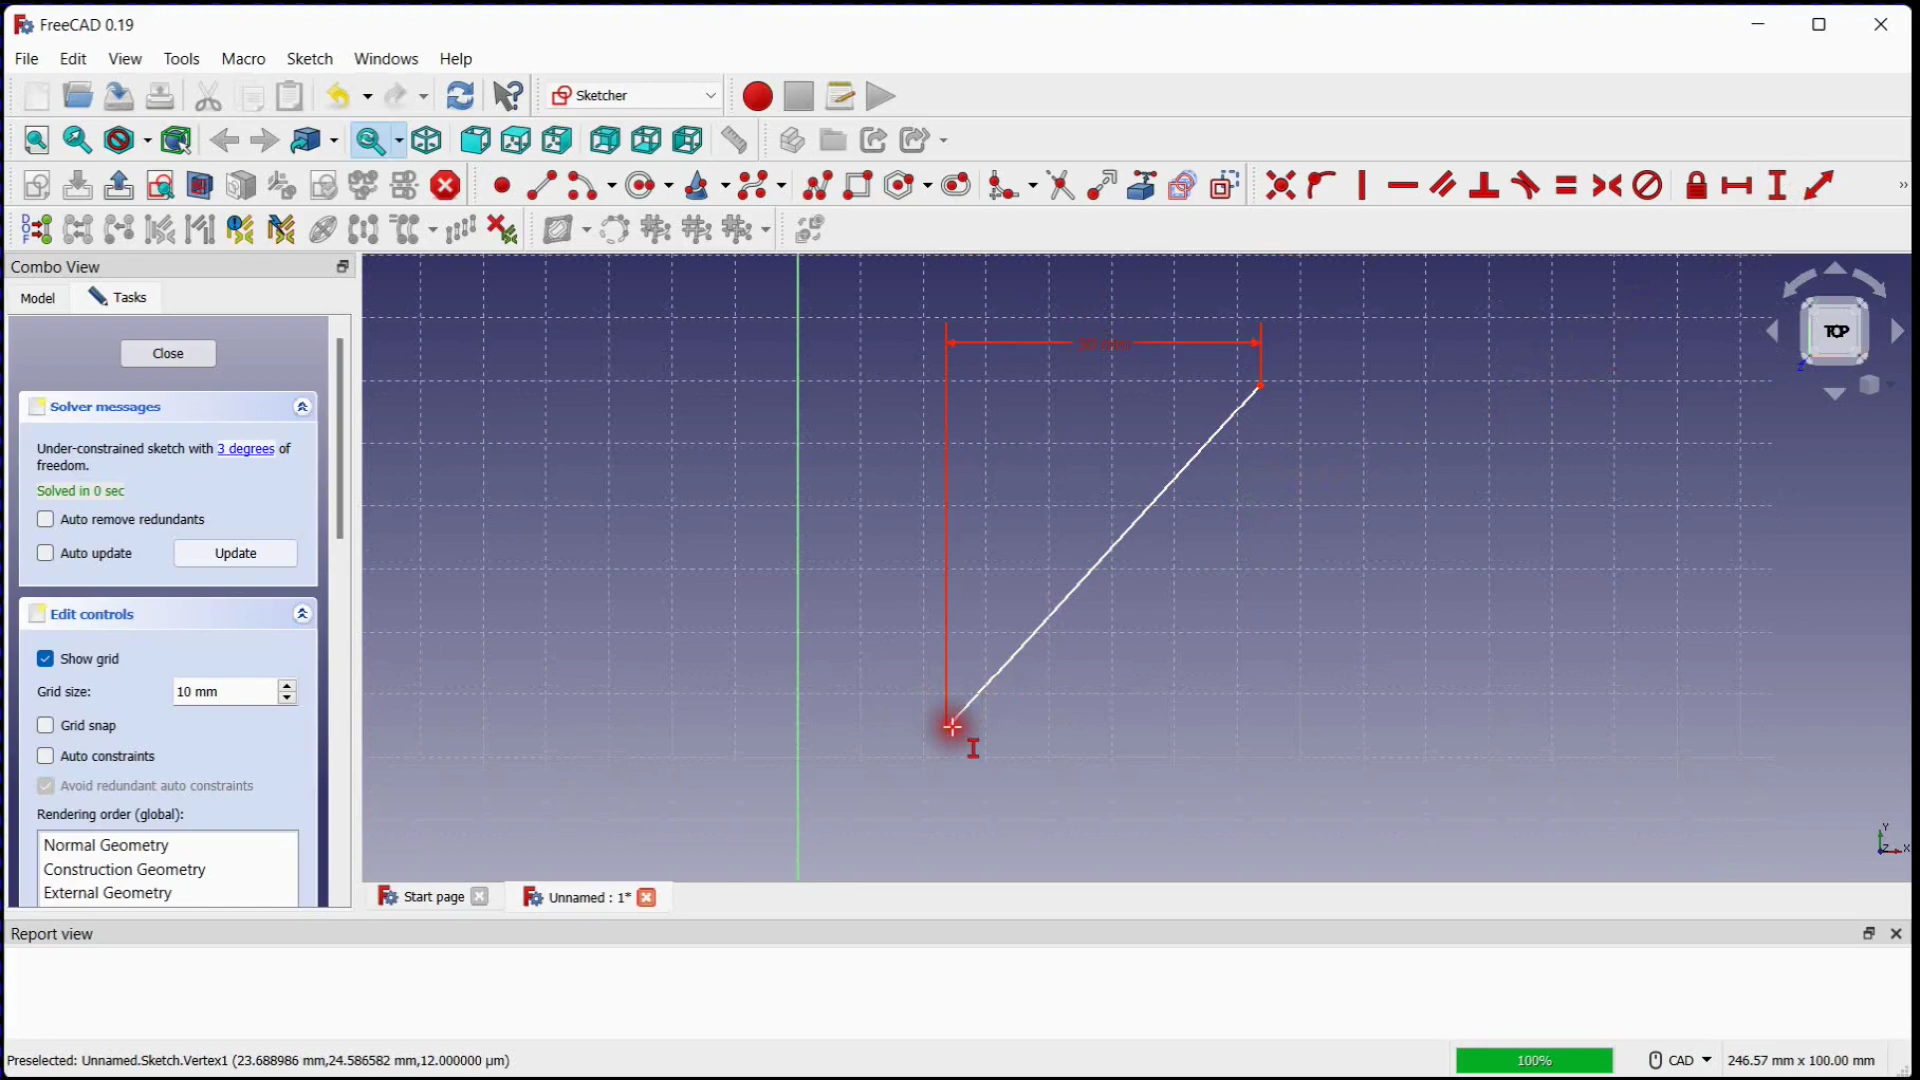 FreeCAD 0.19
File Edit View Tools Macro Sketch Windows Help
Sketcher
DOF
Combo View
Model Tasks
Close
Solver messages
Under-constrained sketch with 3 degrees of
freedom.
Solved in 0 sec
Auto remove redundants
Auto update Update
Edit controls
Show grid
Grid size: 10 mm
Grid snap
Auto constraints
Avoid redundant auto constraints
Rendering order (global):
Normal Geometry
Construction Geometry
External Geometry
50 mm
TOP
Z
Y
Z X
Start page Unnamed : 1*
Report view
Preselected: Unnamed.Sketch.Vertex1 (23.688986 mm,24.586582 mm,12.000000 μm)
100% CAD 246.57 mm x 100.00 mm